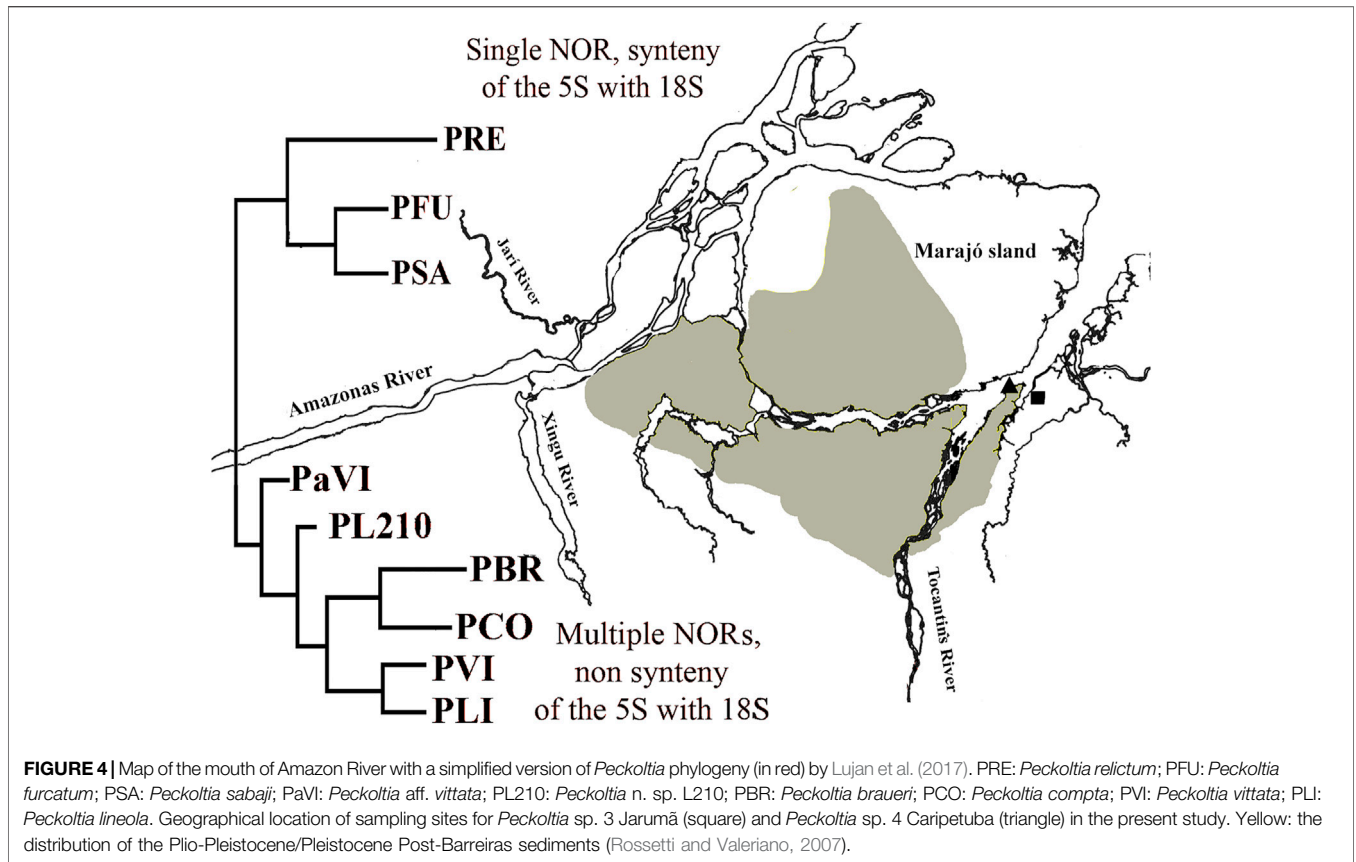 Single NOR, synteny
of the 5S with 18S
PRE
PFU
PSA
Jari River
Marajó sland
Amazonas River
Xingu River
PaVI
PL210
PBR
PCO
PVI
PLI
Multiple NORs,
non synteny
of the 5S with 18S
Tocantins River
FIGURE 4 | Map of the mouth of Amazon River with a simplified version of Peckoltia phylogeny (in red) by Lujan et al. (2017). PRE: Peckoltia relictum; PFU: Peckoltia
furcatum; PSA: Peckoltia sabaji; PaVI: Peckoltia aff. vittata; PL210: Peckoltia n. sp. L210; PBR: Peckoltia braueri; PCO: Peckoltia compta; PVI: Peckoltia vittata; PLI:
Peckoltia lineola. Geographical location of sampling sites for Peckoltia sp. 3 Jarumã (square) and Peckoltia sp. 4 Caripetuba (triangle) in the present study. Yellow: the
distribution of the Plio-Pleistocene/Pleistocene Post-Barreiras sediments (Rossetti and Valeriano, 2007).